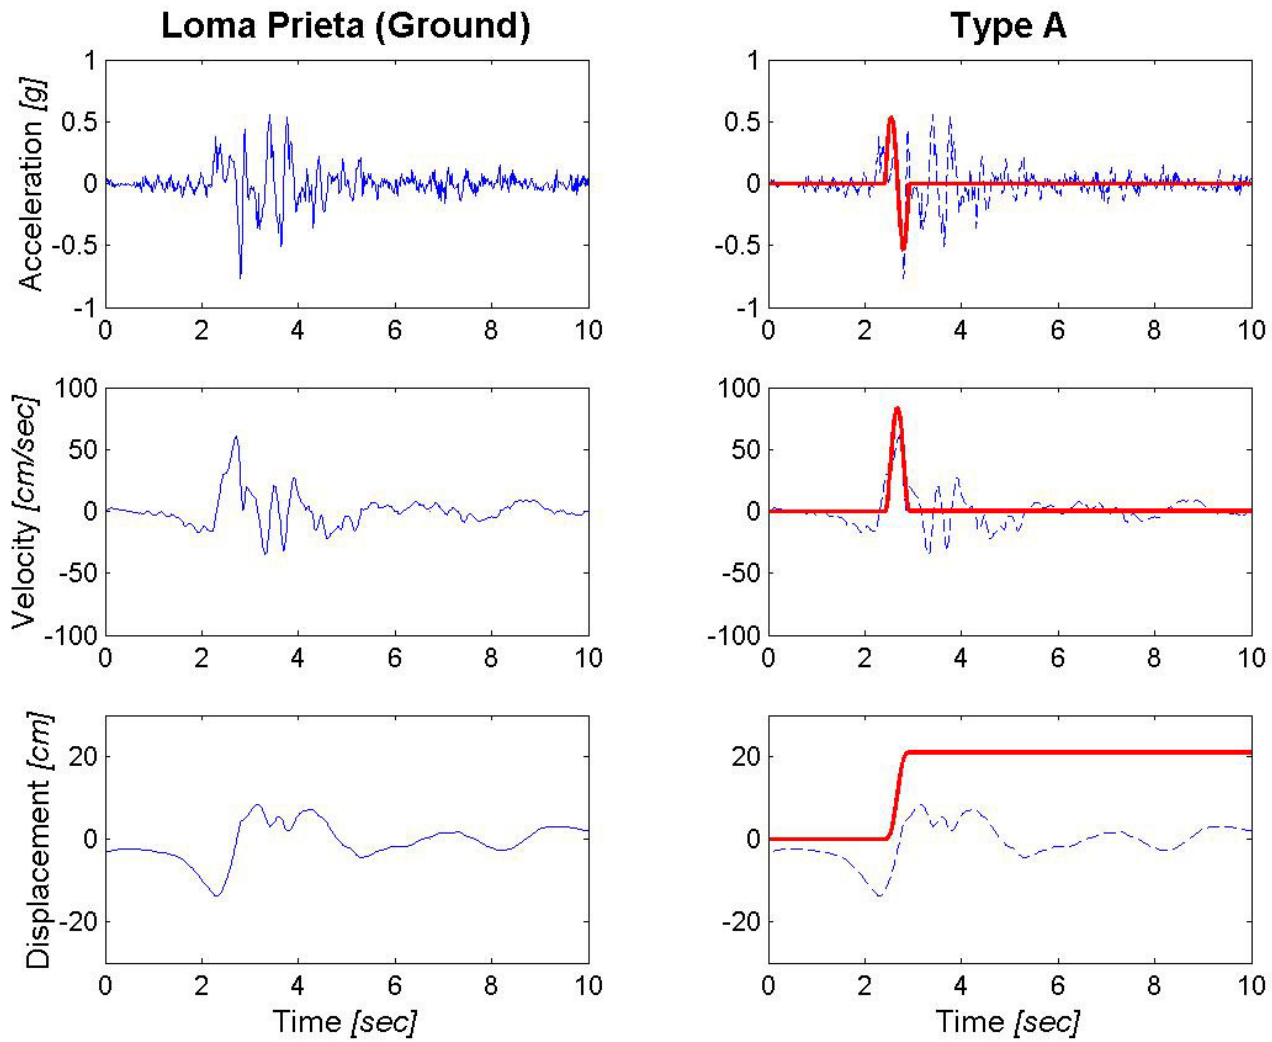 Loma Prieta (Ground)
Type A
Acceleration [g]
1
0.5
0
-0.5
-1
0 2 4 6 8 10
1
0.5
0
-0.5
-1
0 2 4 6 8 10
Velocity [cm/sec]
100
50
0
-50
-100
0 2 4 6 8 10
100
50
0
-50
-100
0 2 4 6 8 10
Displacement [cm]
20
0
-20
0 2 4 6 8 10
Time [sec]
20
0
-20
0 2 4 6 8 10
Time [sec]